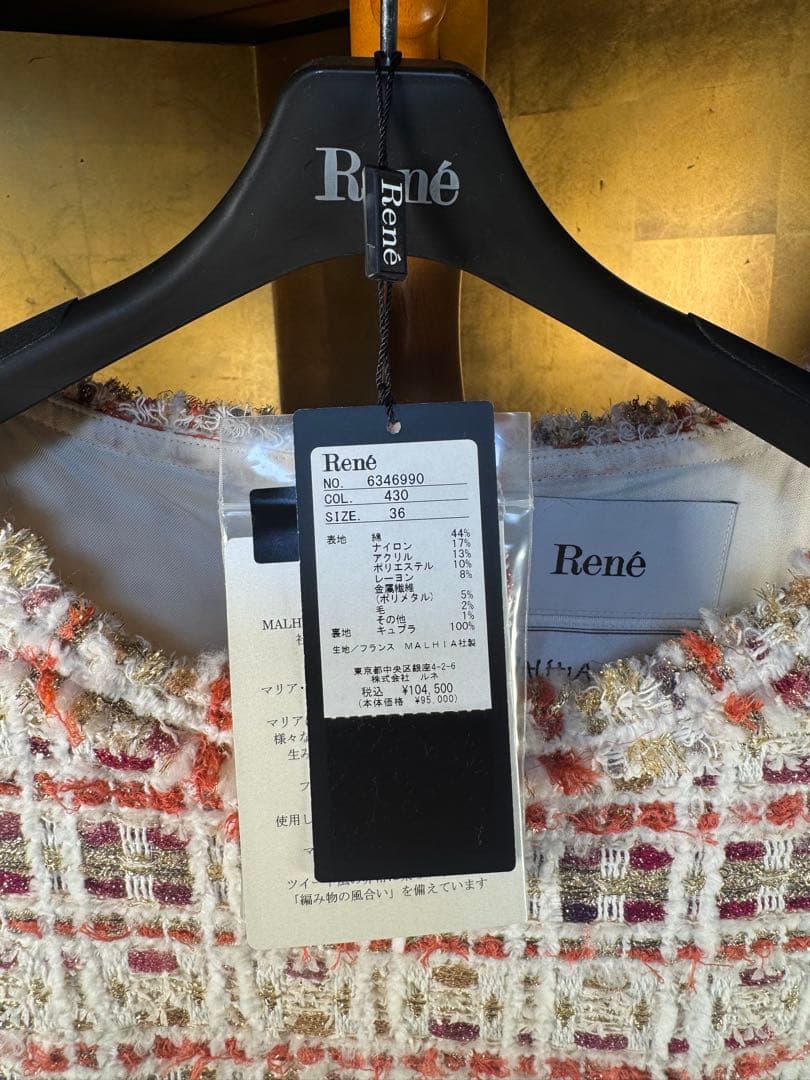 René
René
René
NO. 6346990
COL. 430
SIZE. 36
表地 綿 44%
ナイロン 17%
アクリル 13%
ポリエステル 10%
レーヨン 8%
金属繊維
(ポリメタル) 5%
毛 2%
その他 1%
裏地 キュプラ 100%
生地/フランス MALHIA社製
東京都中央区銀座4-2-6
株式会社 ルネ
税込 ¥104,500
(本体価格 ¥95,000)
René
MALH
マリア・
マリア
様々な
生み
使用し
ツイ
「編み物の風合い」を備えています